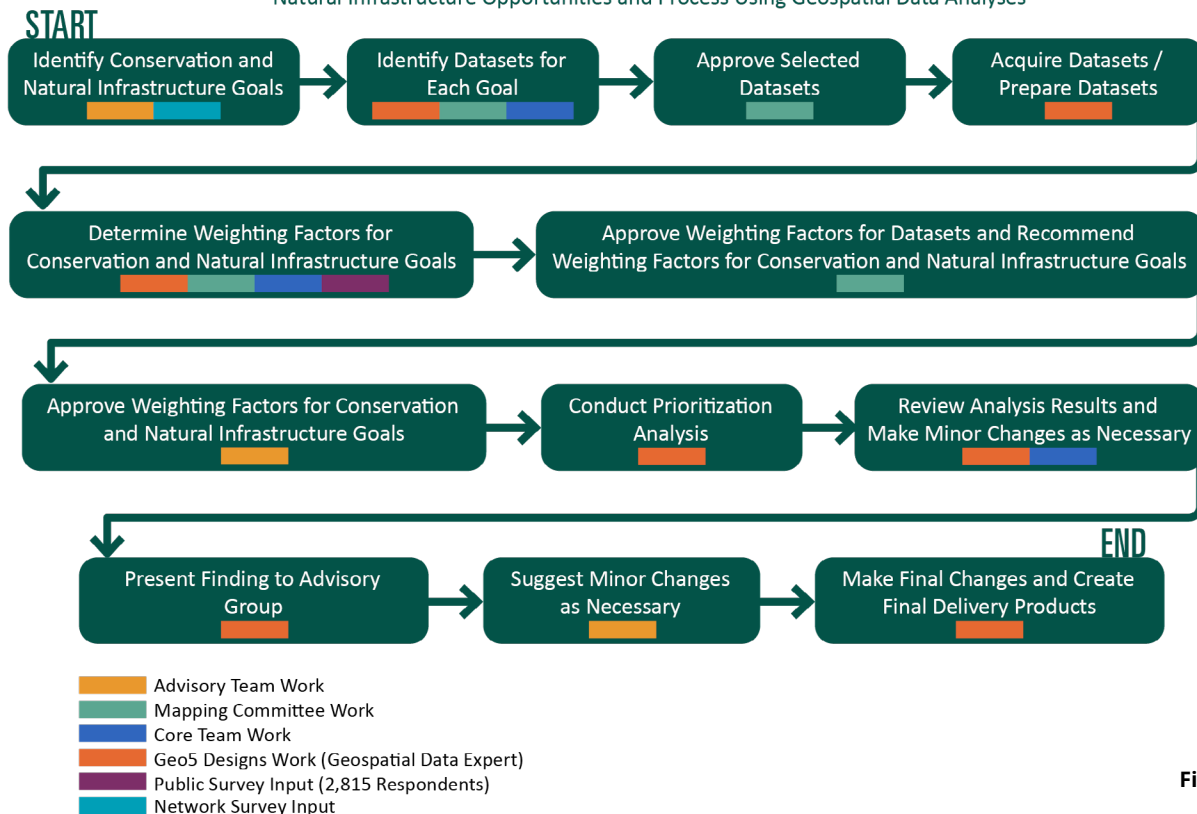 Natural Infrastructure Opportunities and Process Using Geospatial Data Analyses
START
Identify Conservation and
Natural Infrastructure Goals
Identify Datasets for
Each Goal
Approve Selected
Datasets
Acquire Datasets /
Prepare Datasets
Determine Weighting Factors for
Conservation and Natural Infrastructure Goals
Approve Weighting Factors for Datasets and Recommend
Weighting Factors for Conservation and Natural Infrastructure Goals
Approve Weighting Factors for Conservation
and Natural Infrastructure Goals
Conduct Prioritization
Analysis
Review Analysis Results and
Make Minor Changes as Necessary
END
Present Finding to Advisory
Group
Suggest Minor Changes
as Necessary
Make Final Changes and Create
Final Delivery Products
Advisory Team Work
Mapping Committee Work
Core Team Work
Geo5 Designs Work (Geospatial Data Expert)
Public Survey Input (2,815 Respondents)
Network Survey Input
Fi